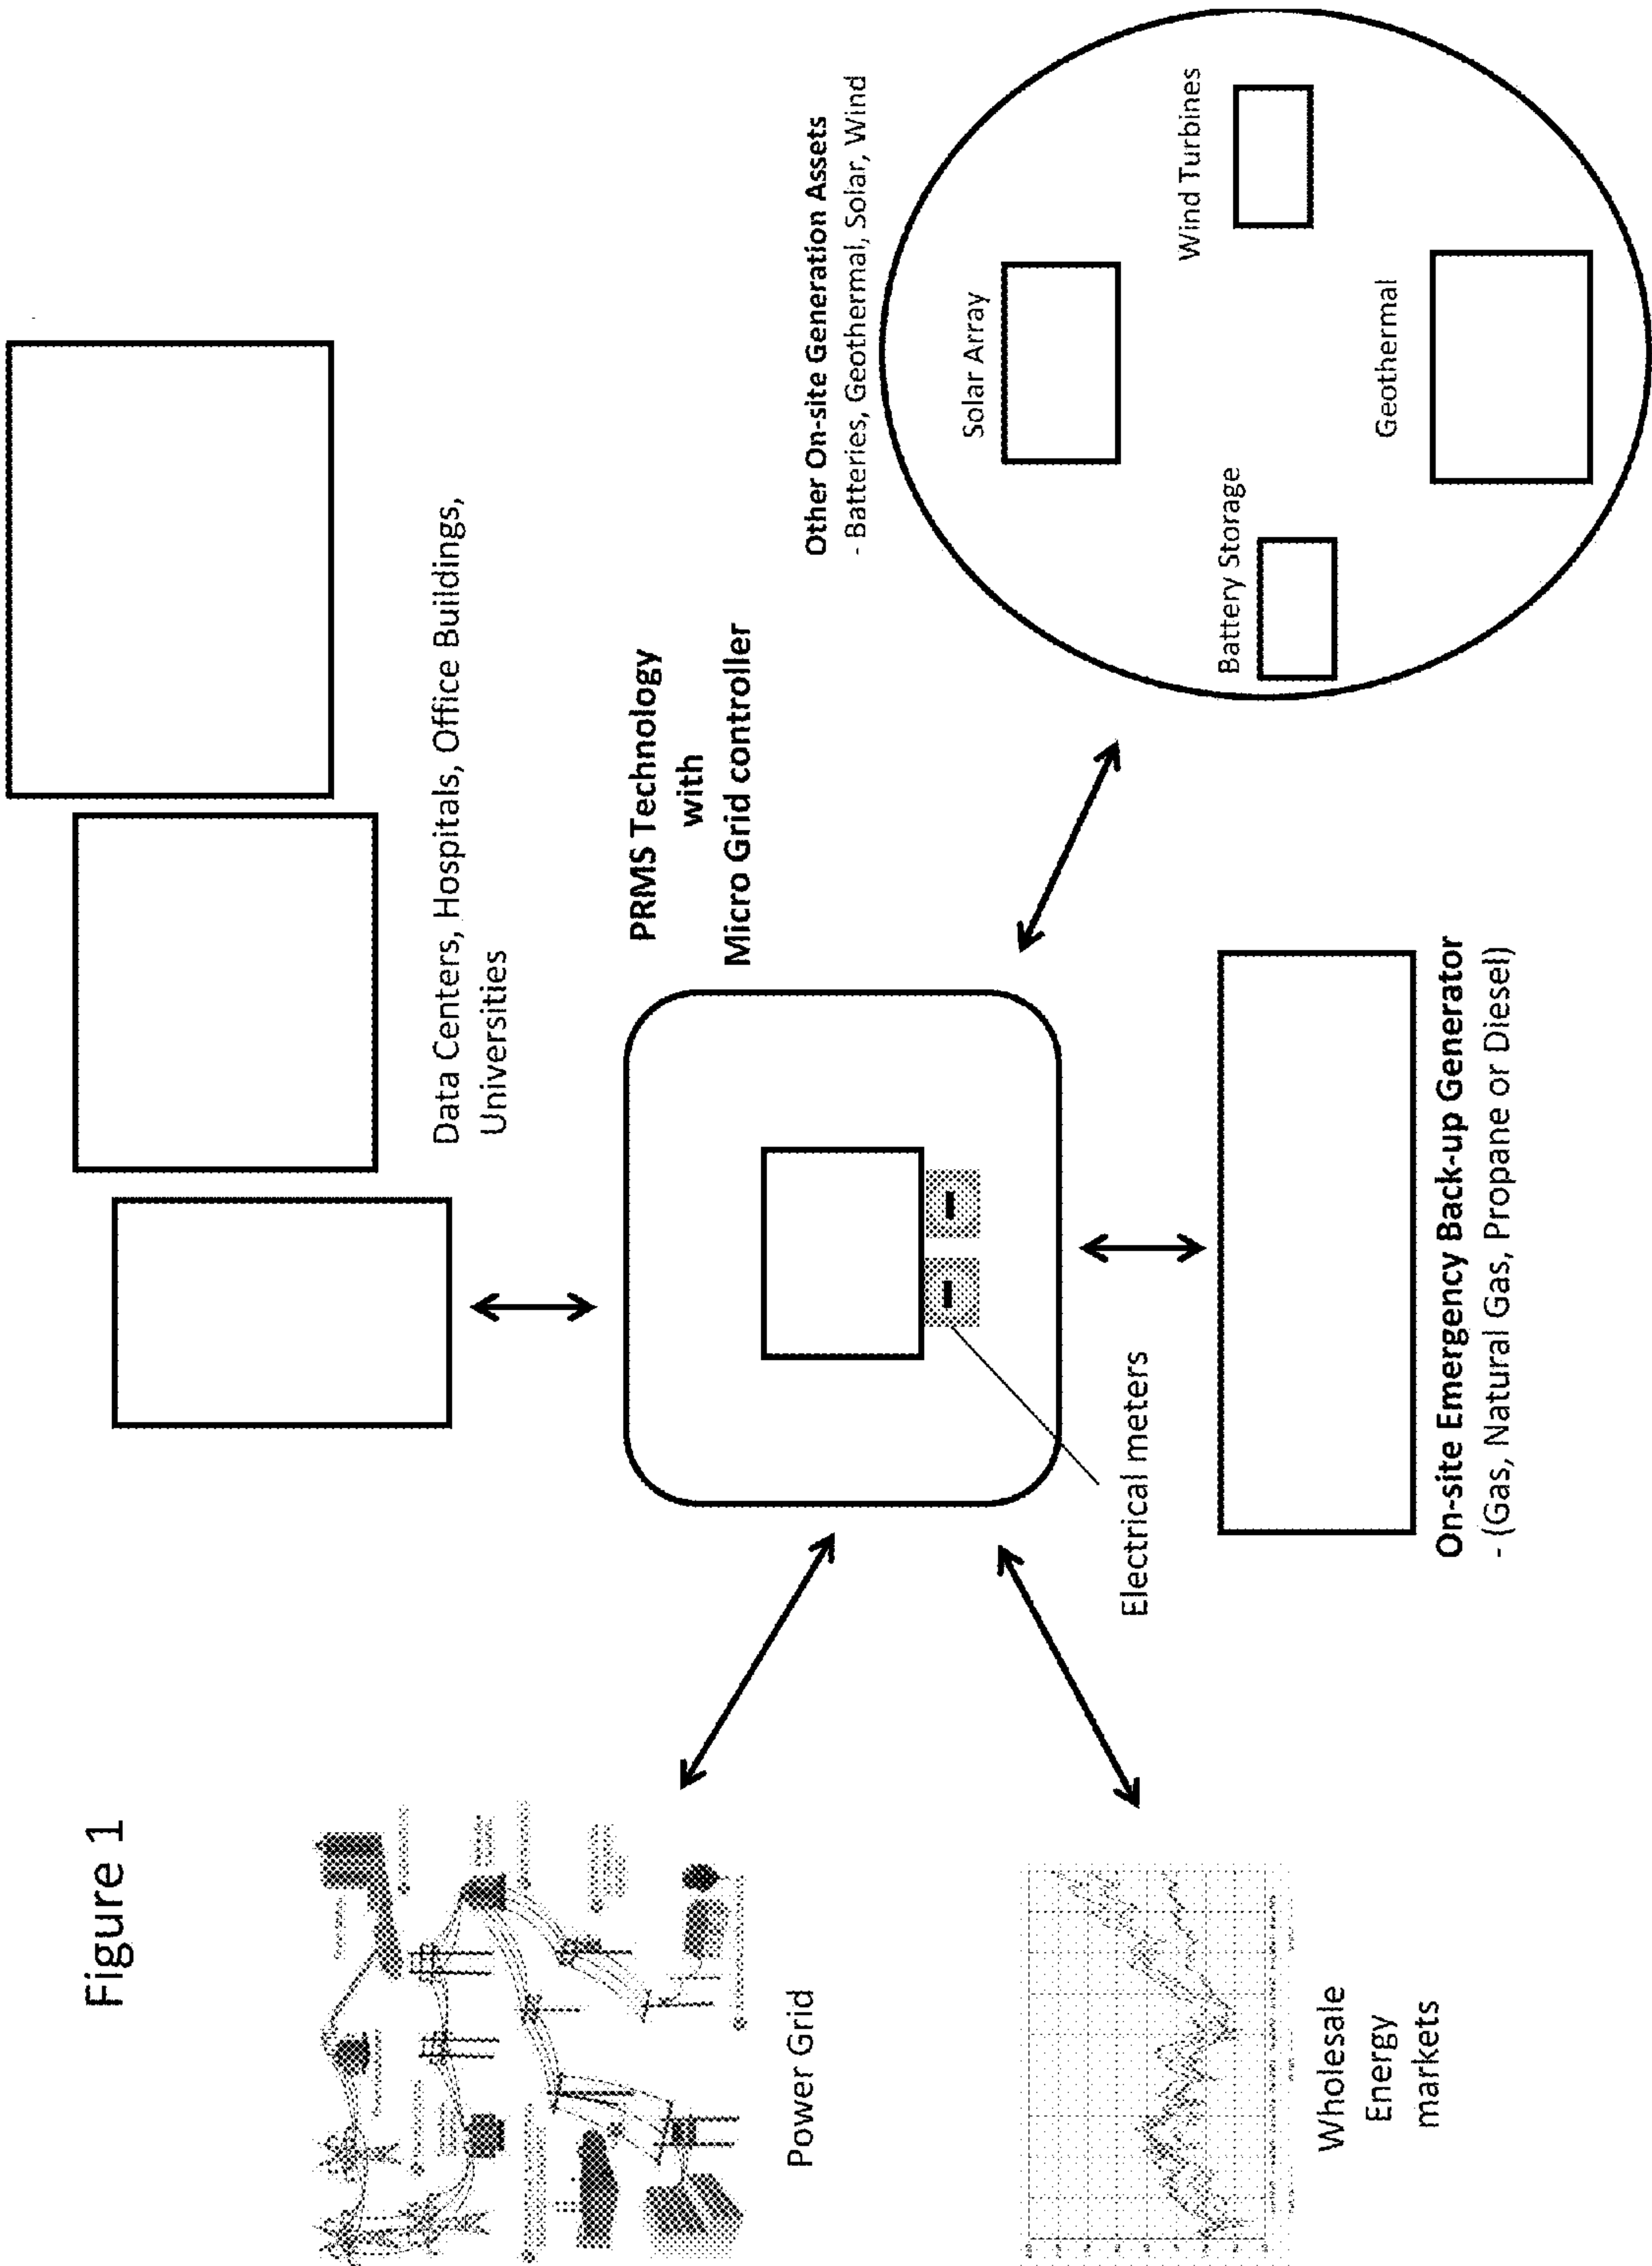 Figure 1
Data Centers, Hospitals, Office Buildings,
Universities
Power Grid
PRMS Technology
with
Micro Grid controller
Electrical meters
Wholesale
Energy
markets
On-site Emergency Back-up Generator
- (Gas, Natural Gas, Propane or Diesel)
Other On-site Generation Assets
- Batteries, Geothermal, Solar, Wind
Solar Array
Wind Turbines
Battery Storage
Geothermal